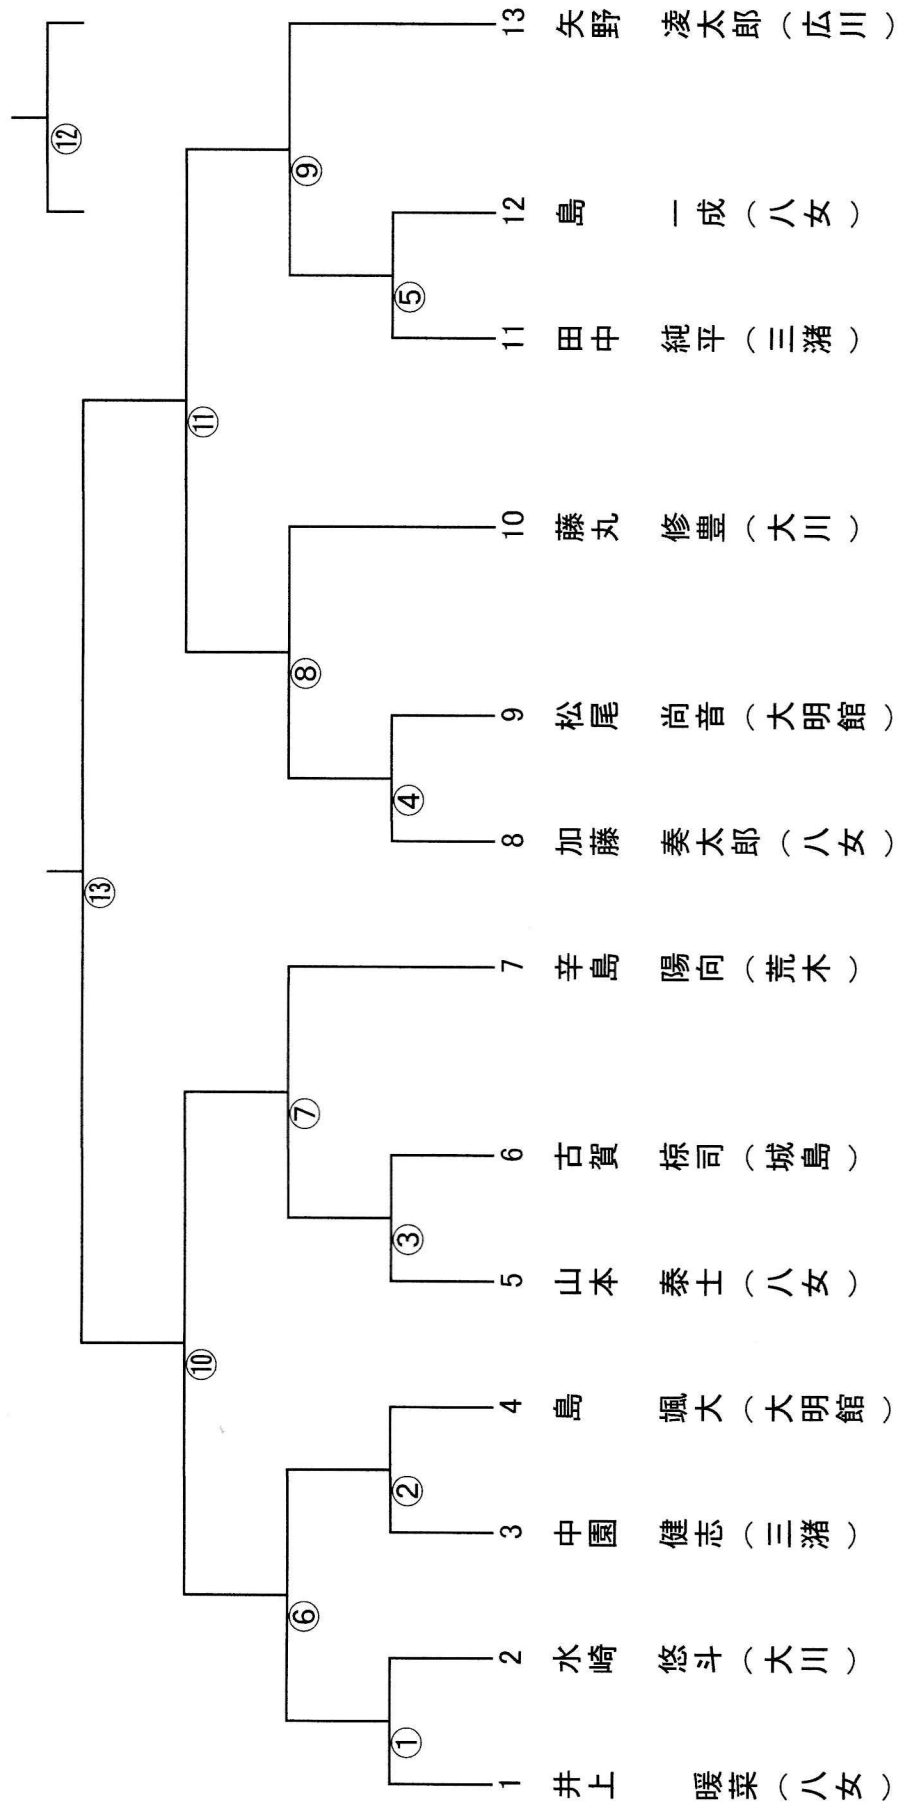 ⑫
⑬
⑩
⑪
⑥
⑦
⑧
⑨
①
②
③
④
⑤
1 井上 暖菜（八女）
2 水崎 悠斗（大川）
3 中園 健志（三潴）
4 島 颯大（大明館）
5 山本 泰士（八女）
6 古賀 椋司（城島）
7 辛島 陽向（荒木）
8 加藤 奏太郎（八女）
9 松尾 尚音（大明館）
10 藤丸 修豊（大川）
11 田中 純平（三潴）
12 島 一成（八女）
13 矢野 凌太郎（広川）